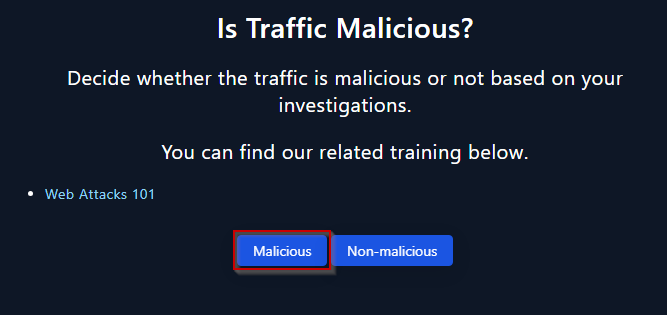 Is Traffic Malicious?
Decide whether the traffic is malicious or not based on your
investigations.
You can find our related training below.
Web Attacks 101
Malicious
Non-malicious